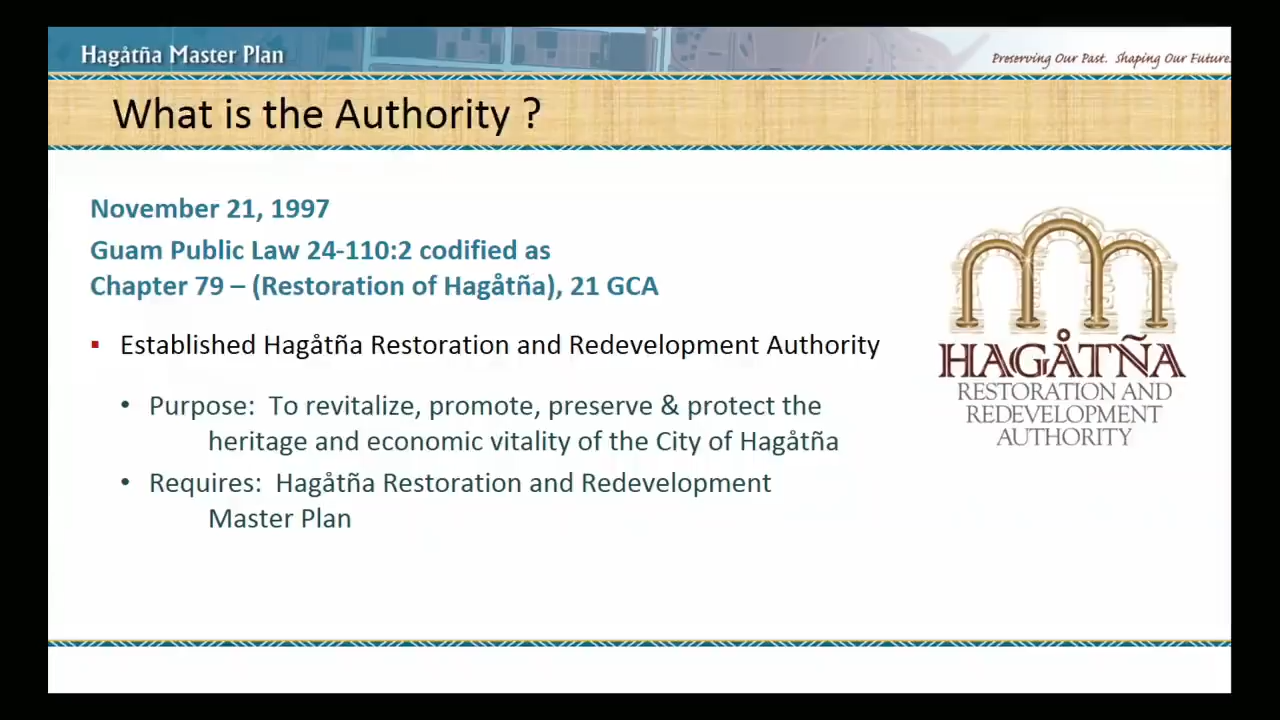 Hagåtña Master Plan
Preserving Our Past. Shaping Our Future.
What is the Authority ?
November 21, 1997
Guam Public Law 24-110:2 codified as
Chapter 79 – (Restoration of Hagåtña), 21 GCA
▪ Established Hagåtña Restoration and Redevelopment Authority
• Purpose: To revitalize, promote, preserve & protect the
heritage and economic vitality of the City of Hagåtña
• Requires: Hagåtña Restoration and Redevelopment
Master Plan
HAGÅTÑA
RESTORATION AND
REDEVELOPMENT
AUTHORITY